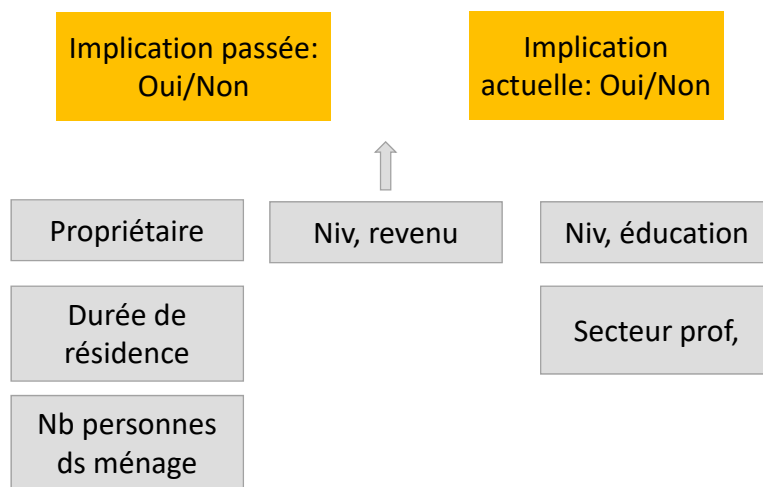 Implication passée:
Oui/Non
Implication
actuelle: Oui/Non
Propriétaire
Niv, revenu
Niv, éducation
Durée de
résidence
Secteur prof,
Nb personnes
ds ménage